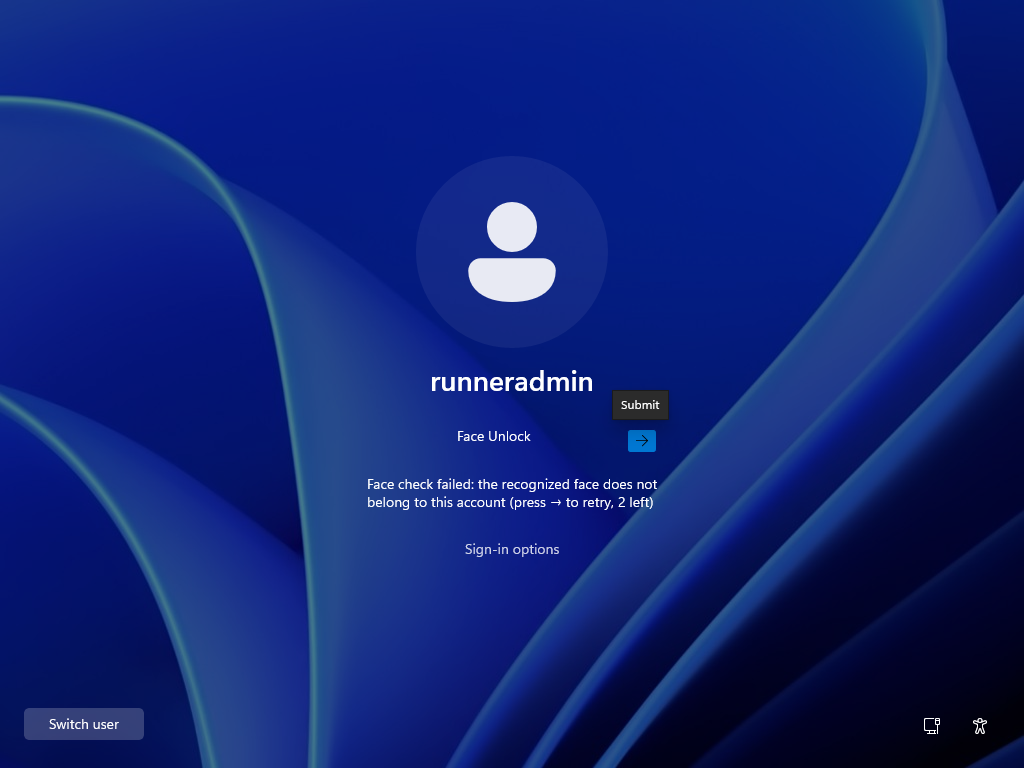 runneradmin
Submit
Face Unlock
Face check failed: the recognized face does not
belong to this account (press → to retry, 2 left)
Sign-in options
Switch user